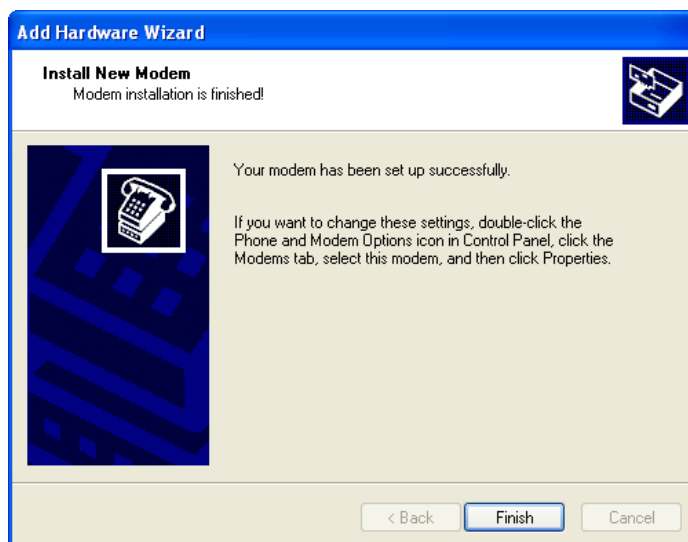 Add Hardware Wizard
Install New Modem
Modem installation is finished!
Your modem has been set up successfully.
If you want to change these settings, double-click the
Phone and Modem Options icon in Control Panel, click the
Modems tab, select this modem, and then click Properties.
< Back
Finish
Cancel